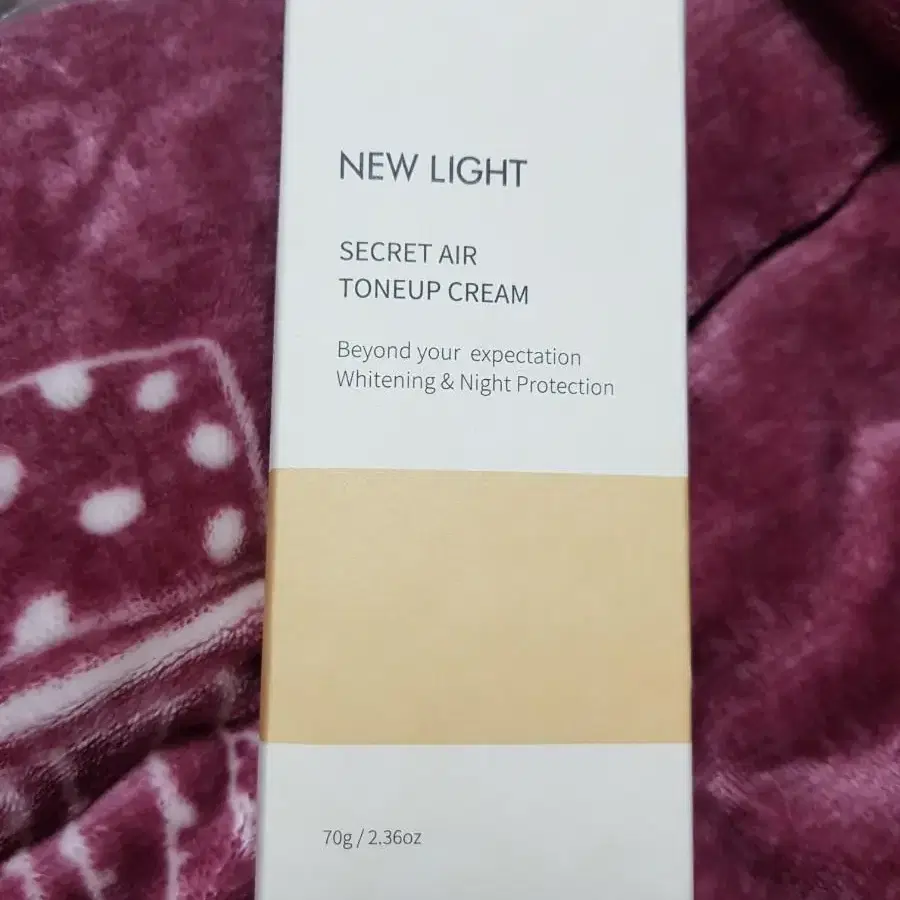 NEW LIGHT
SECRET AIR
TONEUP CREAM
Beyond your expectation
Whitening & Night Protection
70g / 2.36oz